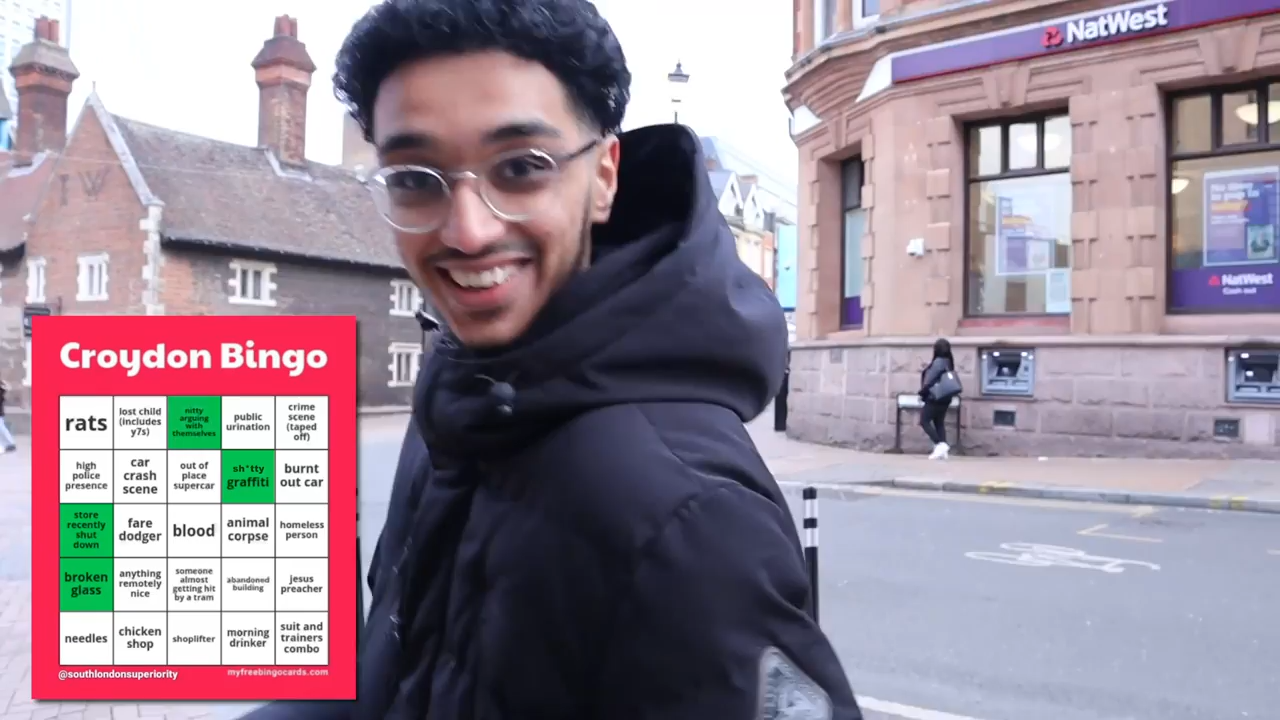 NatWest
NatWest
Cash out
Croydon Bingo
rats
lost child
(includes
y7s)
nitty
arguing
with
themselves
public
urination
crime
scene
(taped
off)
high
police
presence
car
crash
scene
out of
place
supercar
sh*tty
graffiti
burnt
out car
store
recently
shut
down
fare
dodger
blood
animal
corpse
homeless
person
broken
glass
anything
remotely
nice
someone
almost
getting hit
by a tram
abandoned
building
jesus
preacher
needles
chicken
shop
shoplifter
morning
drinker
suit and
trainers
combo
@southlondonsuperiority
myfreebingocards.com